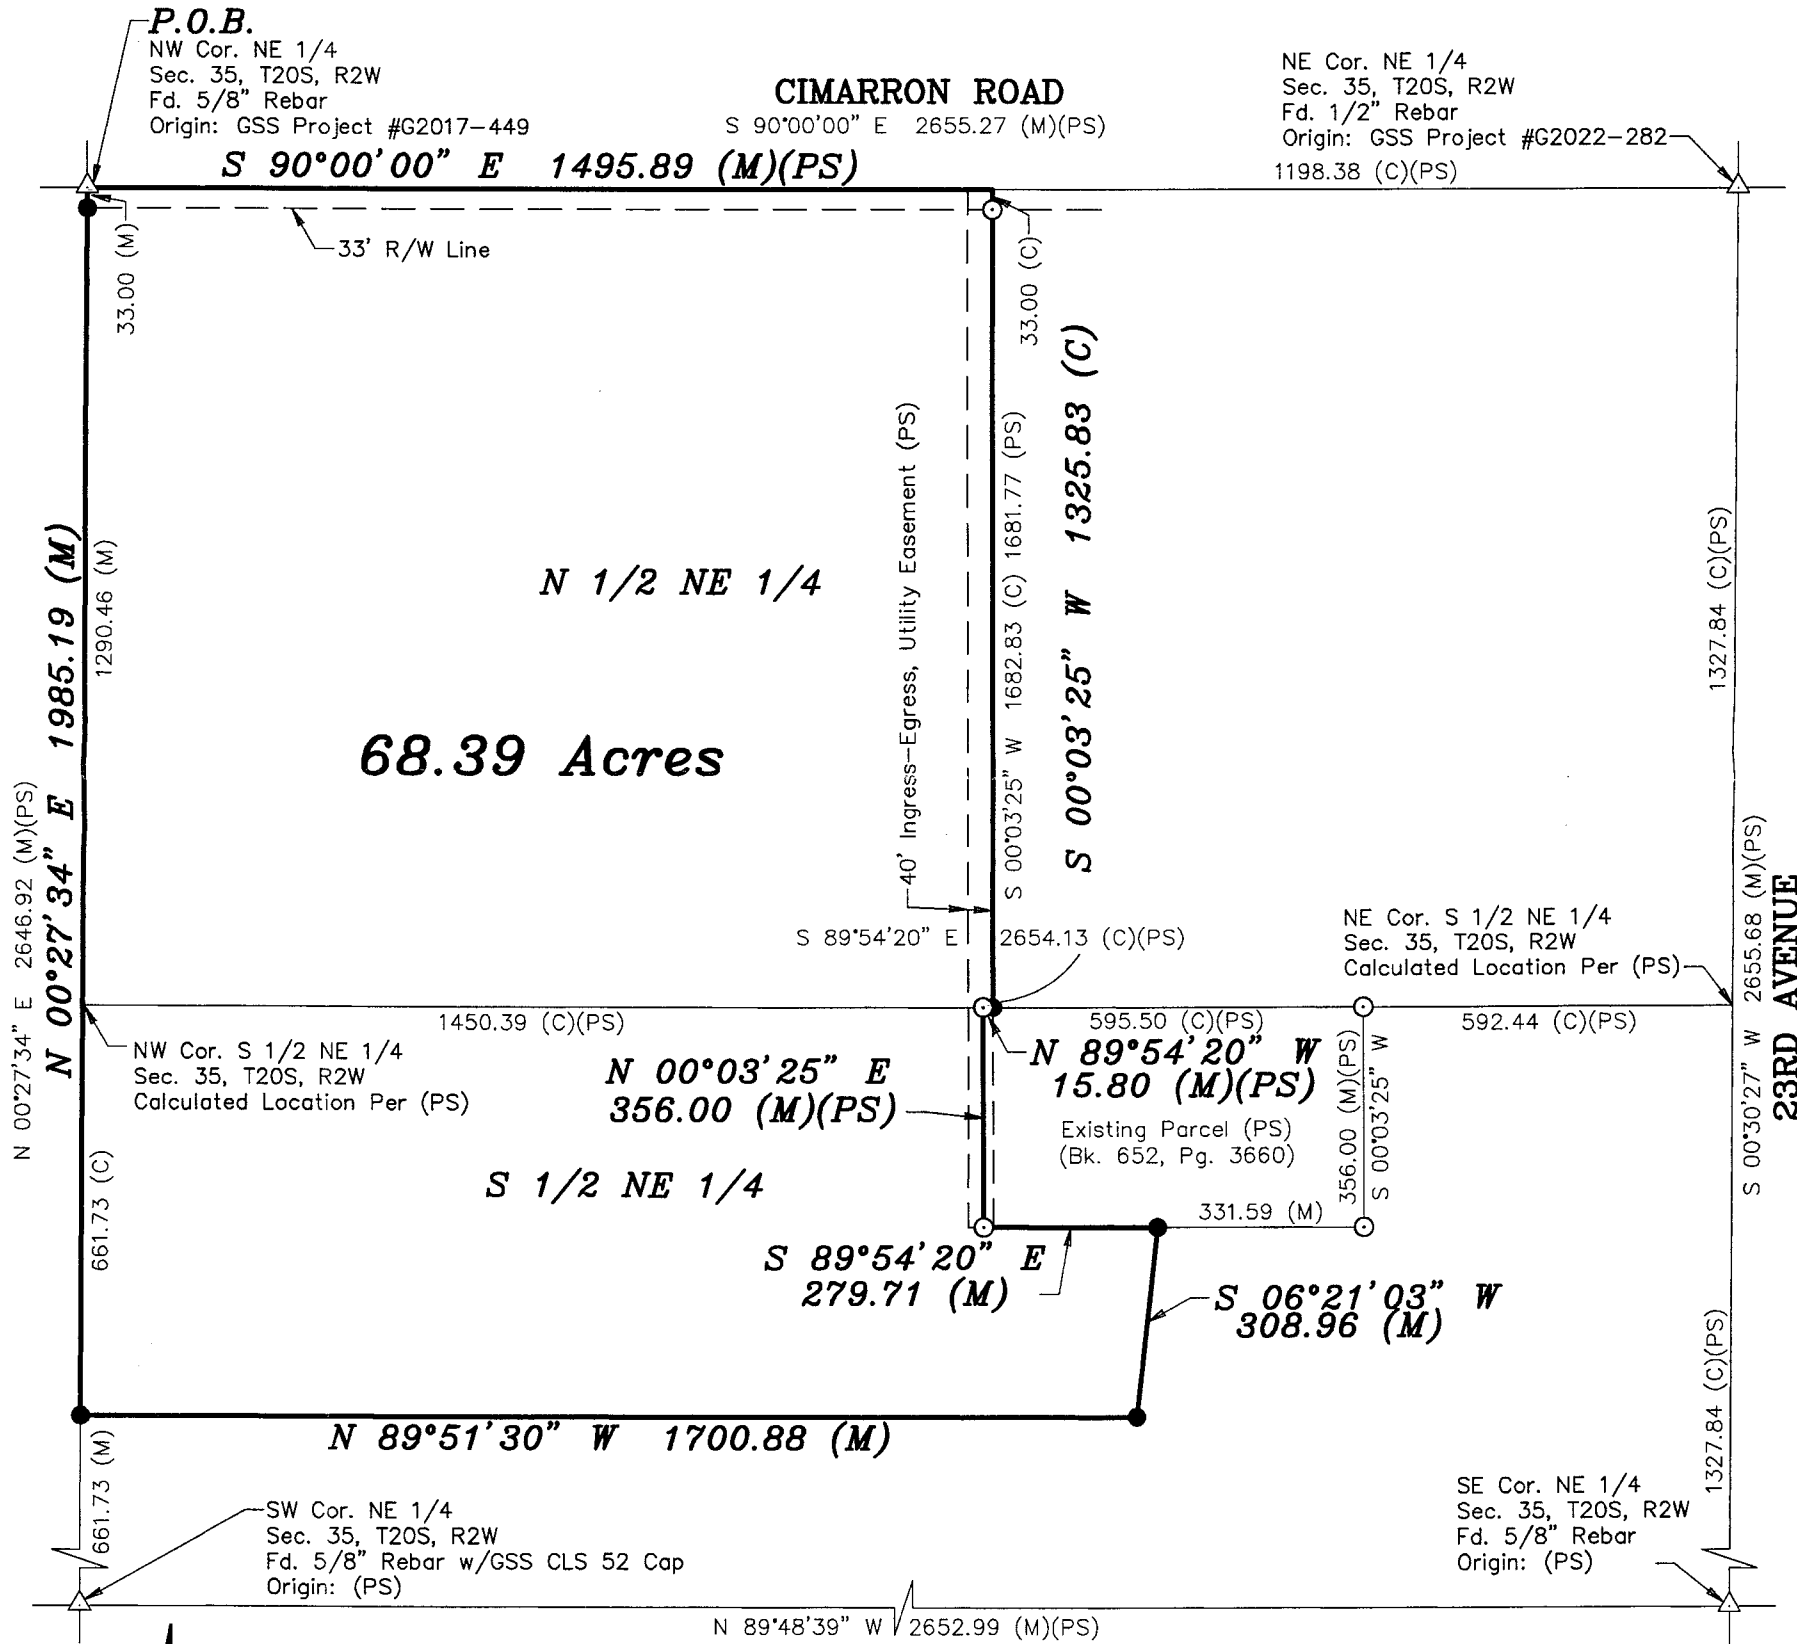 P.O.B.
NW Cor. NE 1/4
Sec. 35, T20S, R2W
Fd. 5/8" Rebar
Origin: GSS Project #G2017-449
CIMARRON ROAD
S 90°00'00" E 2655.27 (M)(PS)
NE Cor. NE 1/4
Sec. 35, T20S, R2W
Fd. 1/2" Rebar
Origin: GSS Project #G2022-282
S 90°00'00" E 1495.89 (M)(PS)
1198.38 (C)(PS)
33.00 (M)
33' R/W Line
33.00 (C)
S 00°03'25" W 1325.83 (C)
40' Ingress-Egress, Utility Easement (PS)
S 00°03'25" W 1682.83 (C) 1681.77 (PS)
1327.84 (C)(PS)
N 1/2 NE 1/4
N 00°27'34" E 1985.19 (M)
1290.46 (M)
N 00°27'34" E 2646.92 (M)(PS)
68.39 Acres
S 89°54'20" E 2654.13 (C)(PS)
NE Cor. S 1/2 NE 1/4
Sec. 35, T20S, R2W
Calculated Location Per (PS)
S 00°30'27" W 2655.68 (M)(PS)
23RD AVENUE
1450.39 (C)(PS)
595.50 (C)(PS)
592.44 (C)(PS)
NW Cor. S 1/2 NE 1/4
Sec. 35, T20S, R2W
Calculated Location Per (PS)
N 00°03'25" E
356.00 (M)(PS)
N 89°54'20" W
15.80 (M)(PS)
Existing Parcel (PS)
(Bk. 652, Pg. 3660)
356.00 (M)(PS)
S 00°03'25" W
S 1/2 NE 1/4
661.73 (C)
331.59 (M)
S 89°54'20" E
279.71 (M)
S 06°21'03" W
308.96 (M)
N 89°51'30" W 1700.88 (M)
661.73 (M)
1327.84 (C)(PS)
SW Cor. NE 1/4
Sec. 35, T20S, R2W
Fd. 5/8" Rebar w/GSS CLS 52 Cap
Origin: (PS)
SE Cor. NE 1/4
Sec. 35, T20S, R2W
Fd. 5/8" Rebar
Origin: (PS)
N 89°48'39" W 2652.99 (M)(PS)